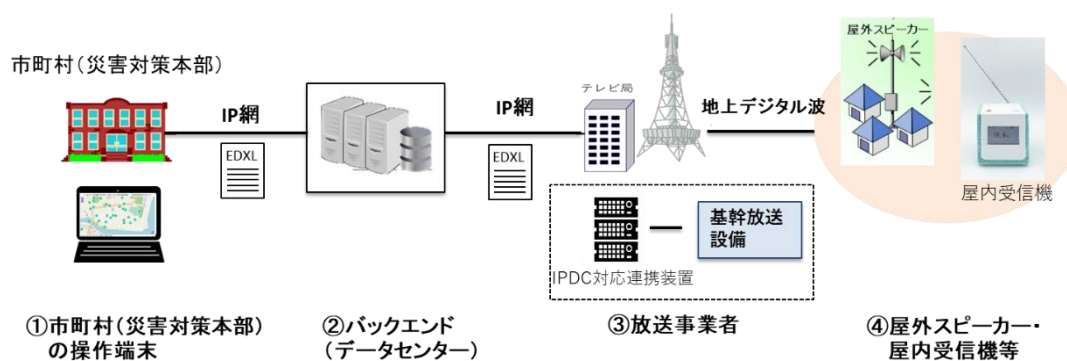 市町村(災害対策本部)
IP網
EDXL
IP網
EDXL
テレビ局
地上デジタル波
屋外スピーカー
屋内受信機
基幹放送
設備
IPDC対応連携装置
①市町村(災害対策本部)
の操作端末
②バックエンド
(データセンター)
③放送事業者
④屋外スピーカー・
屋内受信機等